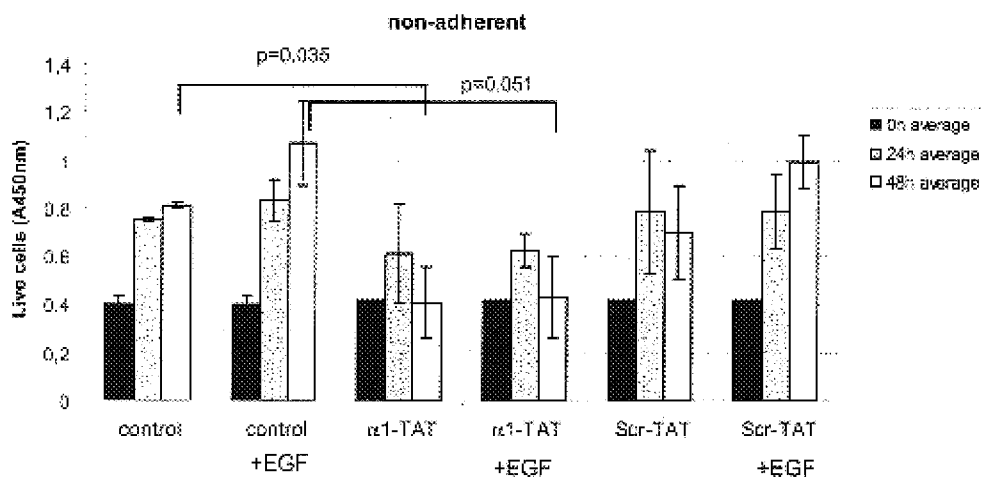 non-adherent
p=0,035
p=0,051
Live cells (A450nm)
1,4
1,2
1
0,8
0,6
0,4
0,2
0
0h average
24h average
48h average
control
control
+EGF
α1-TAT
α1-TAT
+EGF
Scr-TAT
Scr-TAT
+EGF